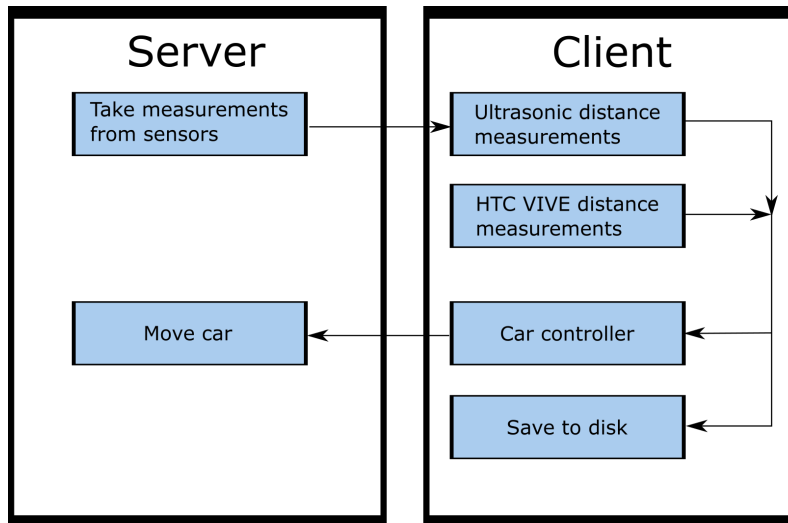 Server
Take measurements
from sensors
Move car
Client
Ultrasonic distance
measurements
HTC VIVE distance
measurements
Car controller
Save to disk